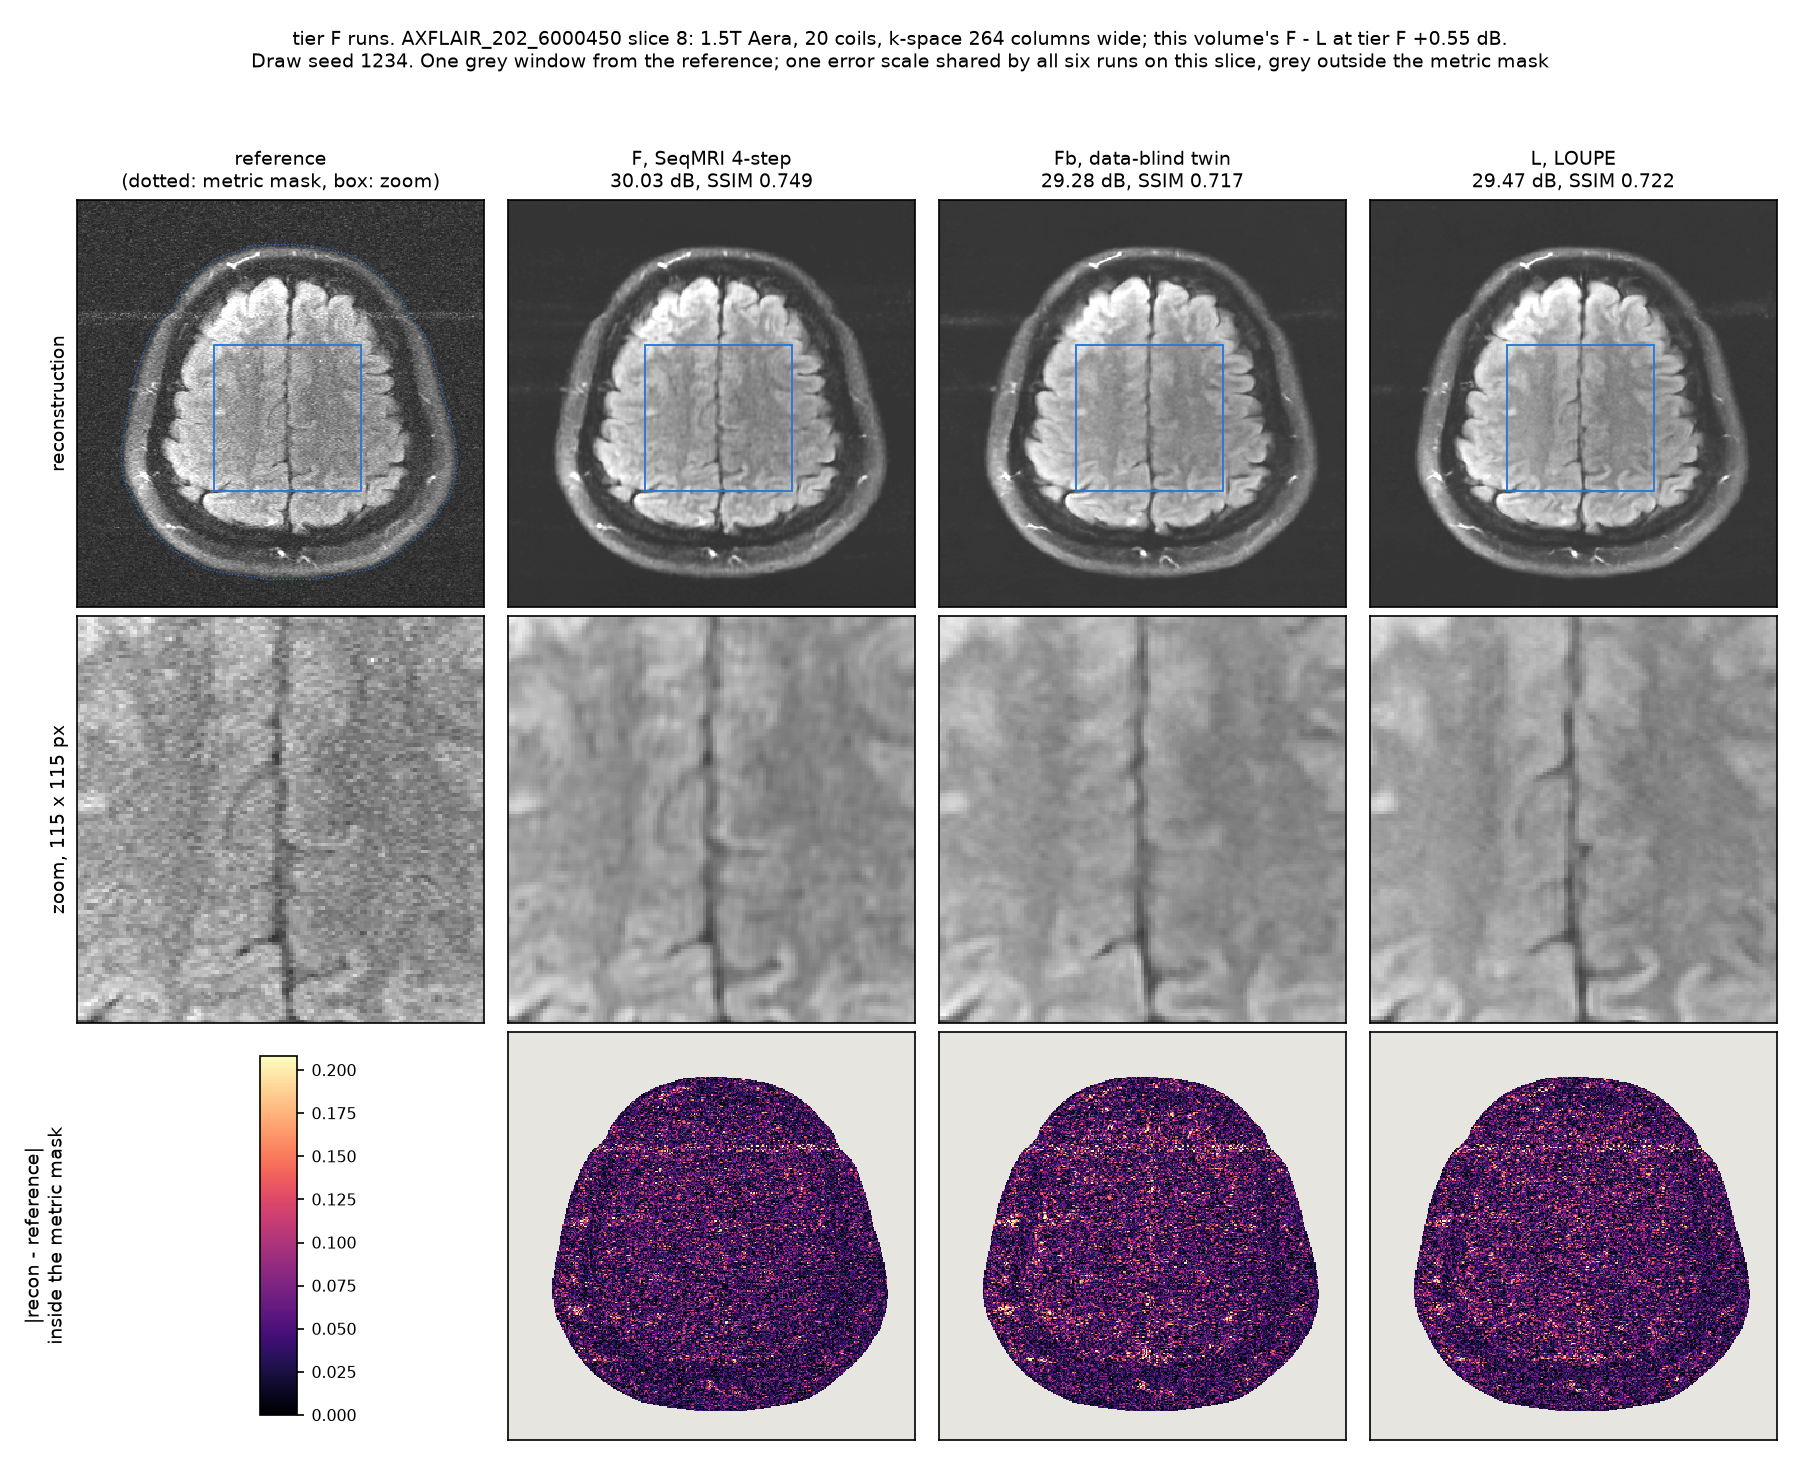 tier F runs. AXFLAIR_202_6000450 slice 8: 1.5T Aera, 20 coils, k-space 264 columns wide; this volume's F - L at tier F +0.55 dB.
Draw seed 1234. One grey window from the reference; one error scale shared by all six runs on this slice, grey outside the metric mask
reference
(dotted: metric mask, box: zoom)
F, SeqMRI 4-step
30.03 dB, SSIM 0.749
Fb, data-blind twin
29.28 dB, SSIM 0.717
L, LOUPE
29.47 dB, SSIM 0.722
reconstruction
zoom, 115 x 115 px
|recon - reference|
inside the metric mask
0.200
0.175
0.150
0.125
0.100
0.075
0.050
0.025
0.000